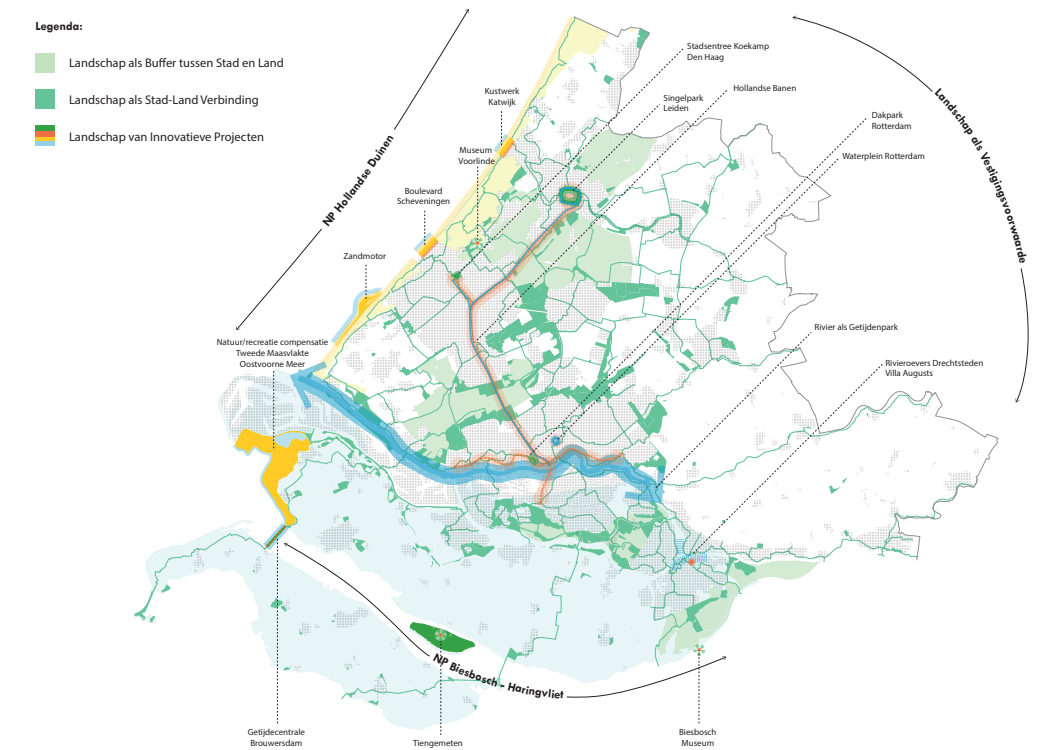 Legenda:
Landschap als Buffer tussen Stad en Land
Landschap als Stad-Land Verbinding
Landschap van Innovatieve Projecten
NP Hollandse Duinen
Landschap als Vestigingsvoorwaarde
Stadsentree Koekamp
Den Haag
Kustwerk
Katwijk
Singelpark
Leiden
Hollandse Banen
Dakpark
Rotterdam
Museum
Voorlinde
Waterplein Rotterdam
Boulevard
Scheveningen
Zandmotor
Rivier als Getijdenpark
Natuur/recreatie compensatie
Tweede Maasvlakte
Oostvoorne Meer
Rivieroevers Drechtsteden
Villa Augusts
NP Biesbosch - Haringvliet
Getijdecentrale
Brouwersdam
Tiengemeten
Biesbosch
Museum